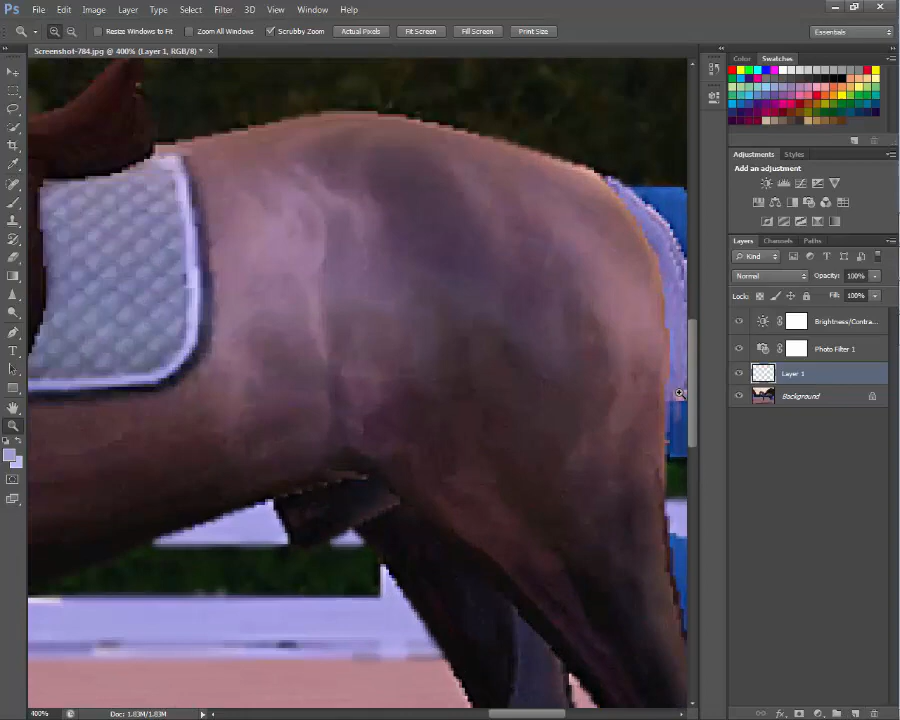 Ps File Edit Image Layer Type Select Filter 3D View Window Help
Resize Windows to Fit Zoom All Windows Scrubby Zoom Actual Pixels Fit Screen Fill Screen Print Size Essentials
Screenshot-784.jpg @ 400% (Layer 1, RGB/8) * ×
Color Swatches
Adjustments Styles
Add an adjustment
Layers Channels Paths
Kind
Normal Opacity: 100%
Lock: Fill: 100%
Brightness/Contra...
Photo Filter 1
Layer 1
Background
400% Doc: 1.83M/1.83M